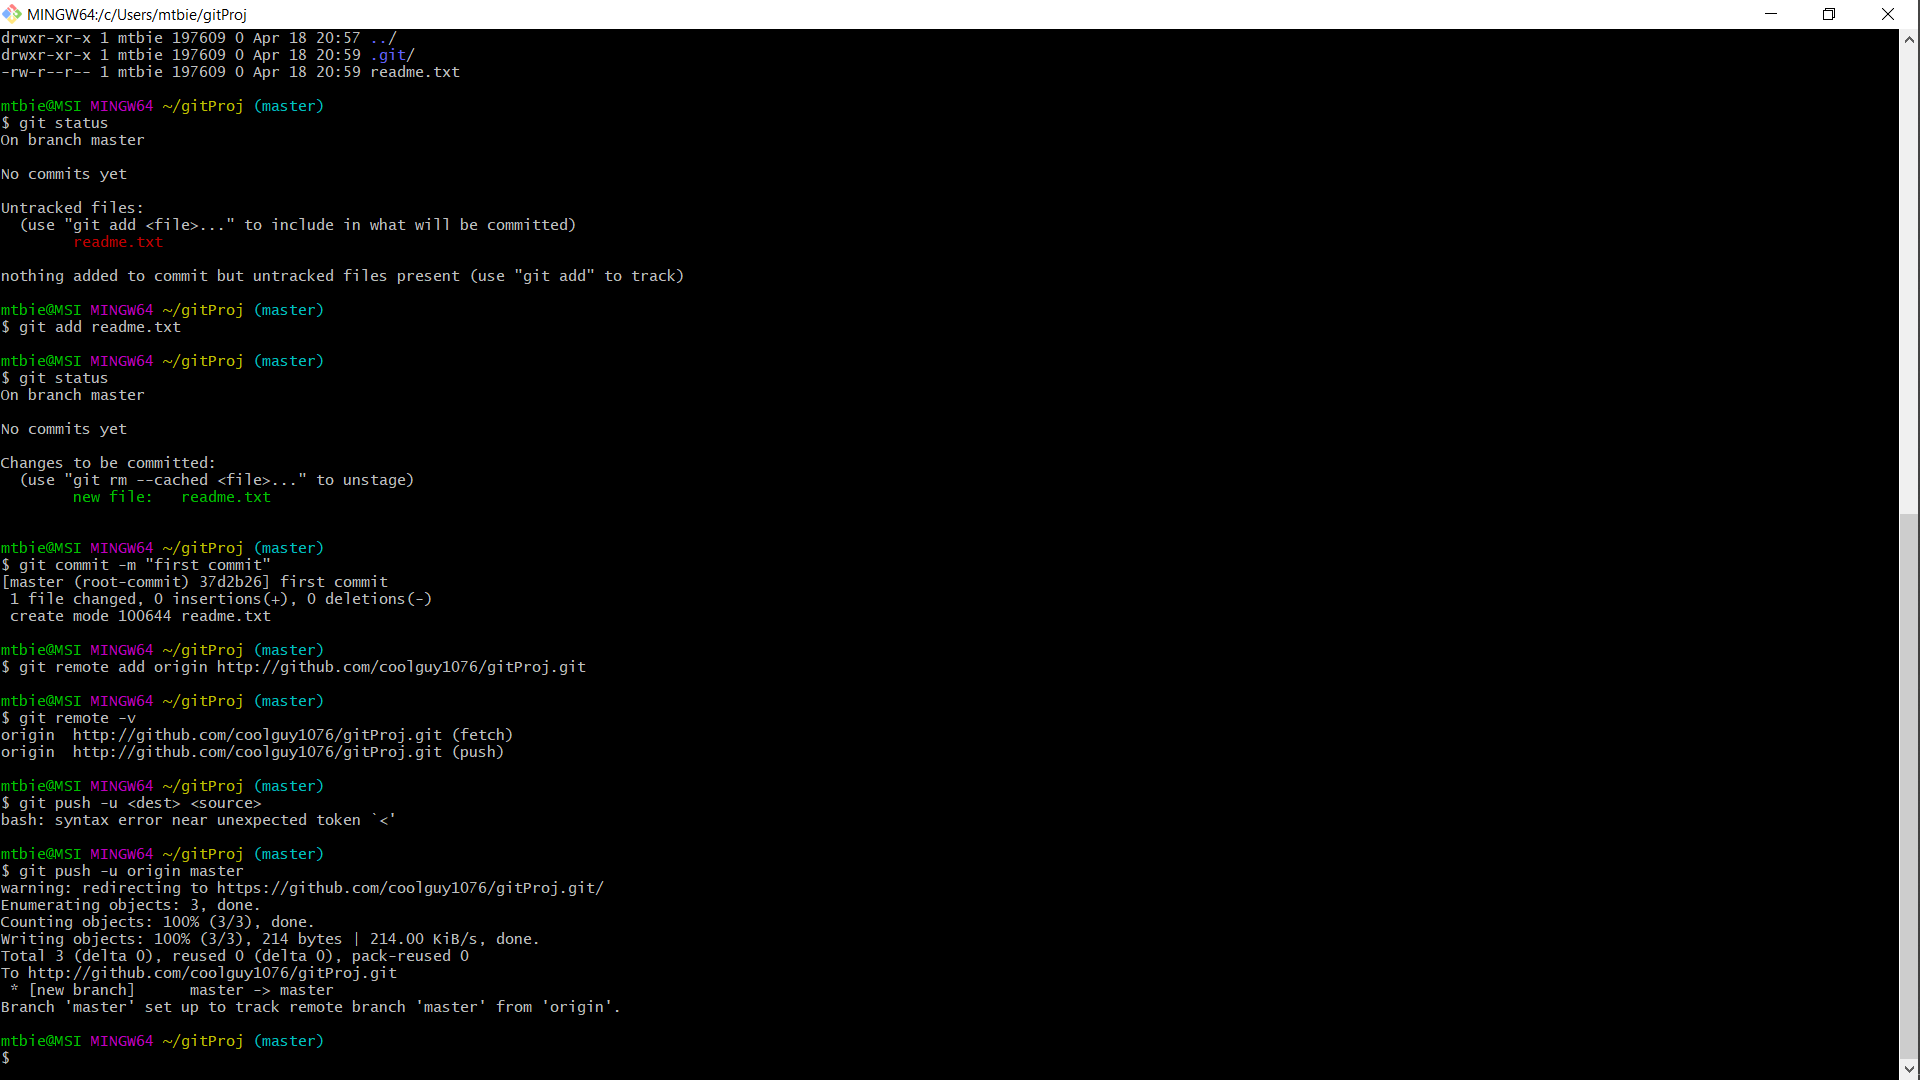 MINGW64:/c/Users/mtbie/gitProj
drwxr-xr-x 1 mtbie 197609 0 Apr 18 20:57 ../
drwxr-xr-x 1 mtbie 197609 0 Apr 18 20:59 .git/
-rw-r--r-- 1 mtbie 197609 0 Apr 18 20:59 readme.txt
mtbie@MSI MINGW64 ~/gitProj (master)
$ git status
On branch master
No commits yet
Untracked files:
  (use "git add <file>..." to include in what will be committed)
        readme.txt
nothing added to commit but untracked files present (use "git add" to track)
mtbie@MSI MINGW64 ~/gitProj (master)
$ git add readme.txt
mtbie@MSI MINGW64 ~/gitProj (master)
$ git status
On branch master
No commits yet
Changes to be committed:
  (use "git rm --cached <file>..." to unstage)
        new file:   readme.txt
mtbie@MSI MINGW64 ~/gitProj (master)
$ git commit -m "first commit"
[master (root-commit) 37d2b26] first commit
 1 file changed, 0 insertions(+), 0 deletions(-)
 create mode 100644 readme.txt
mtbie@MSI MINGW64 ~/gitProj (master)
$ git remote add origin http://github.com/coolguy1076/gitProj.git
mtbie@MSI MINGW64 ~/gitProj (master)
$ git remote -v
origin  http://github.com/coolguy1076/gitProj.git (fetch)
origin  http://github.com/coolguy1076/gitProj.git (push)
mtbie@MSI MINGW64 ~/gitProj (master)
$ git push -u <dest> <source>
bash: syntax error near unexpected token `<'
mtbie@MSI MINGW64 ~/gitProj (master)
$ git push -u origin master
warning: redirecting to https://github.com/coolguy1076/gitProj.git/
Enumerating objects: 3, done.
Counting objects: 100% (3/3), done.
Writing objects: 100% (3/3), 214 bytes | 214.00 KiB/s, done.
Total 3 (delta 0), reused 0 (delta 0), pack-reused 0
To http://github.com/coolguy1076/gitProj.git
 * [new branch]      master -> master
Branch 'master' set up to track remote branch 'master' from 'origin'.
mtbie@MSI MINGW64 ~/gitProj (master)
$